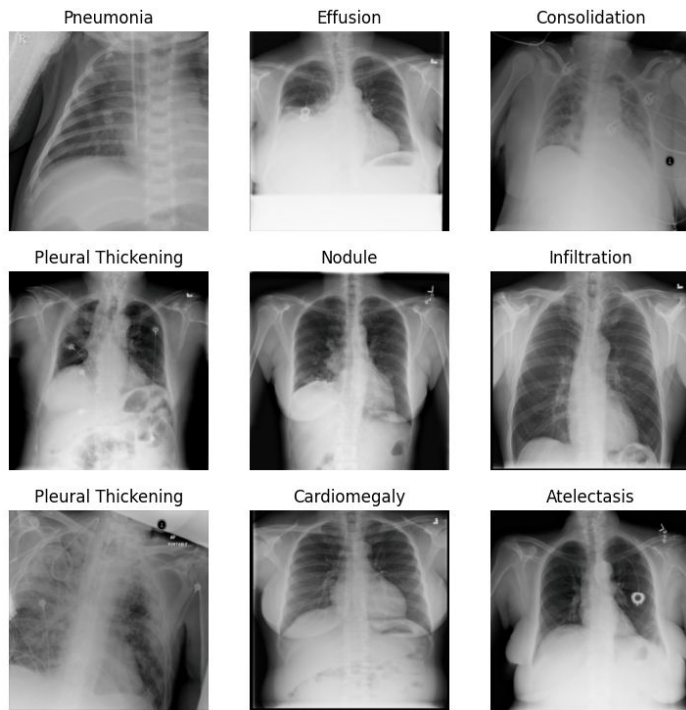 Pneumonia
Effusion
Consolidation
Pleural Thickening
Nodule
Infiltration
Pleural Thickening
Cardiomegaly
Atelectasis